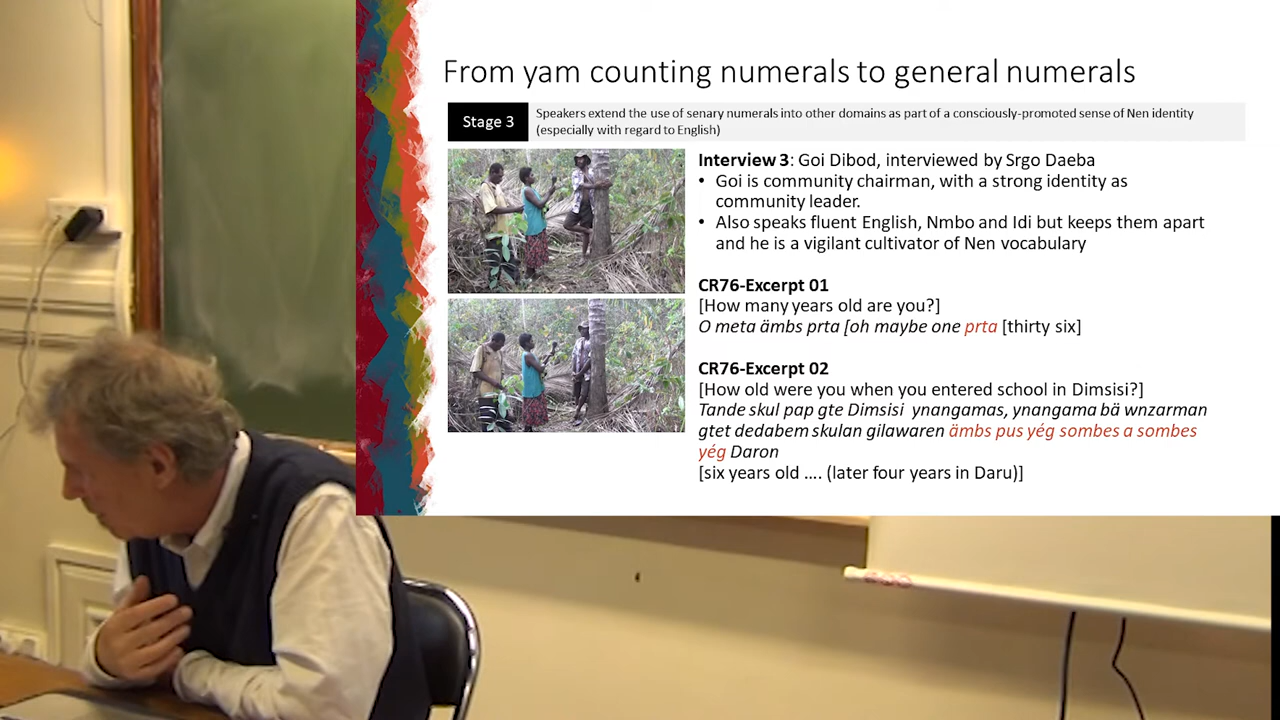 From yam counting numerals to general numerals
Stage 3
Speakers extend the use of senary numerals into other domains as part of a consciously-promoted sense of Nen identity
(especially with regard to English)
Interview 3: Goi Dibod, interviewed by Srgo Daeba
• Goi is community chairman, with a strong identity as
community leader.
• Also speaks fluent English, Nmbo and Idi but keeps them apart
and he is a vigilant cultivator of Nen vocabulary
CR76-Excerpt 01
[How many years old are you?]
O meta ämbs prta [oh maybe one prta [thirty six]
CR76-Excerpt 02
[How old were you when you entered school in Dimsisi?]
Tande skul pap gte Dimsisi ynangamas, ynangama bä wnzarman
gtet dedabem skulan gilawaren ämbs pus yég sombes a sombes
yég Daron
[six years old .... (later four years in Daru)]